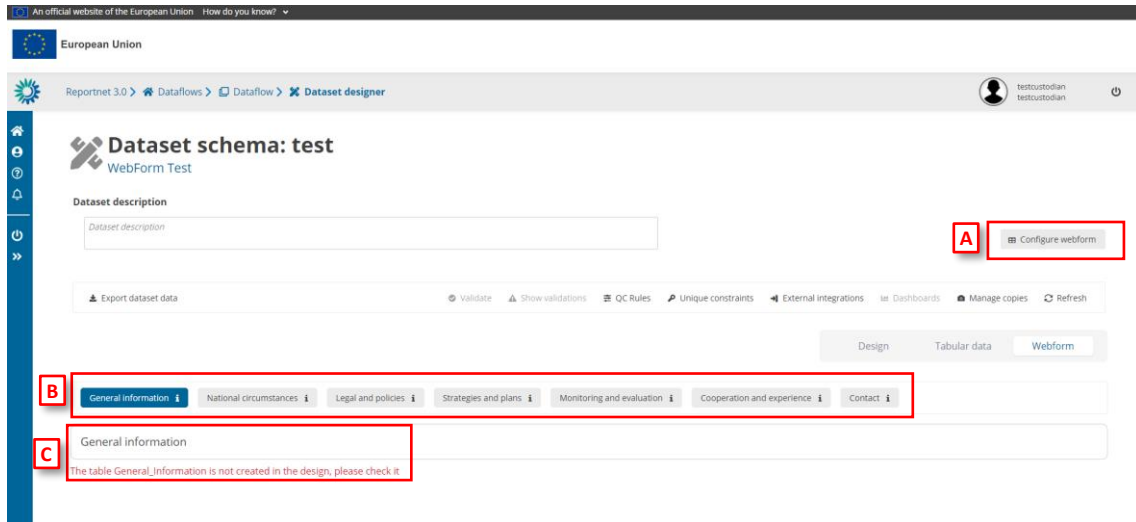 An official website of the European Union How do you know?
European Union
Reportnet 3.0 Dataflows Dataflow Dataset designer
testcustodian
testcustodian
Dataset schema: test
WebForm Test
Dataset description
Dataset description
A
Configure webform
Export dataset data Validate Show validations QC Rules Unique constraints External integrations Dashboards Manage copies Refresh
Design Tabular data Webform
B
General information i National circumstances i Legal and policies i Strategies and plans i Monitoring and evaluation i Cooperation and experience i Contact i
C
General information
The table General_Information is not created in the design, please check it